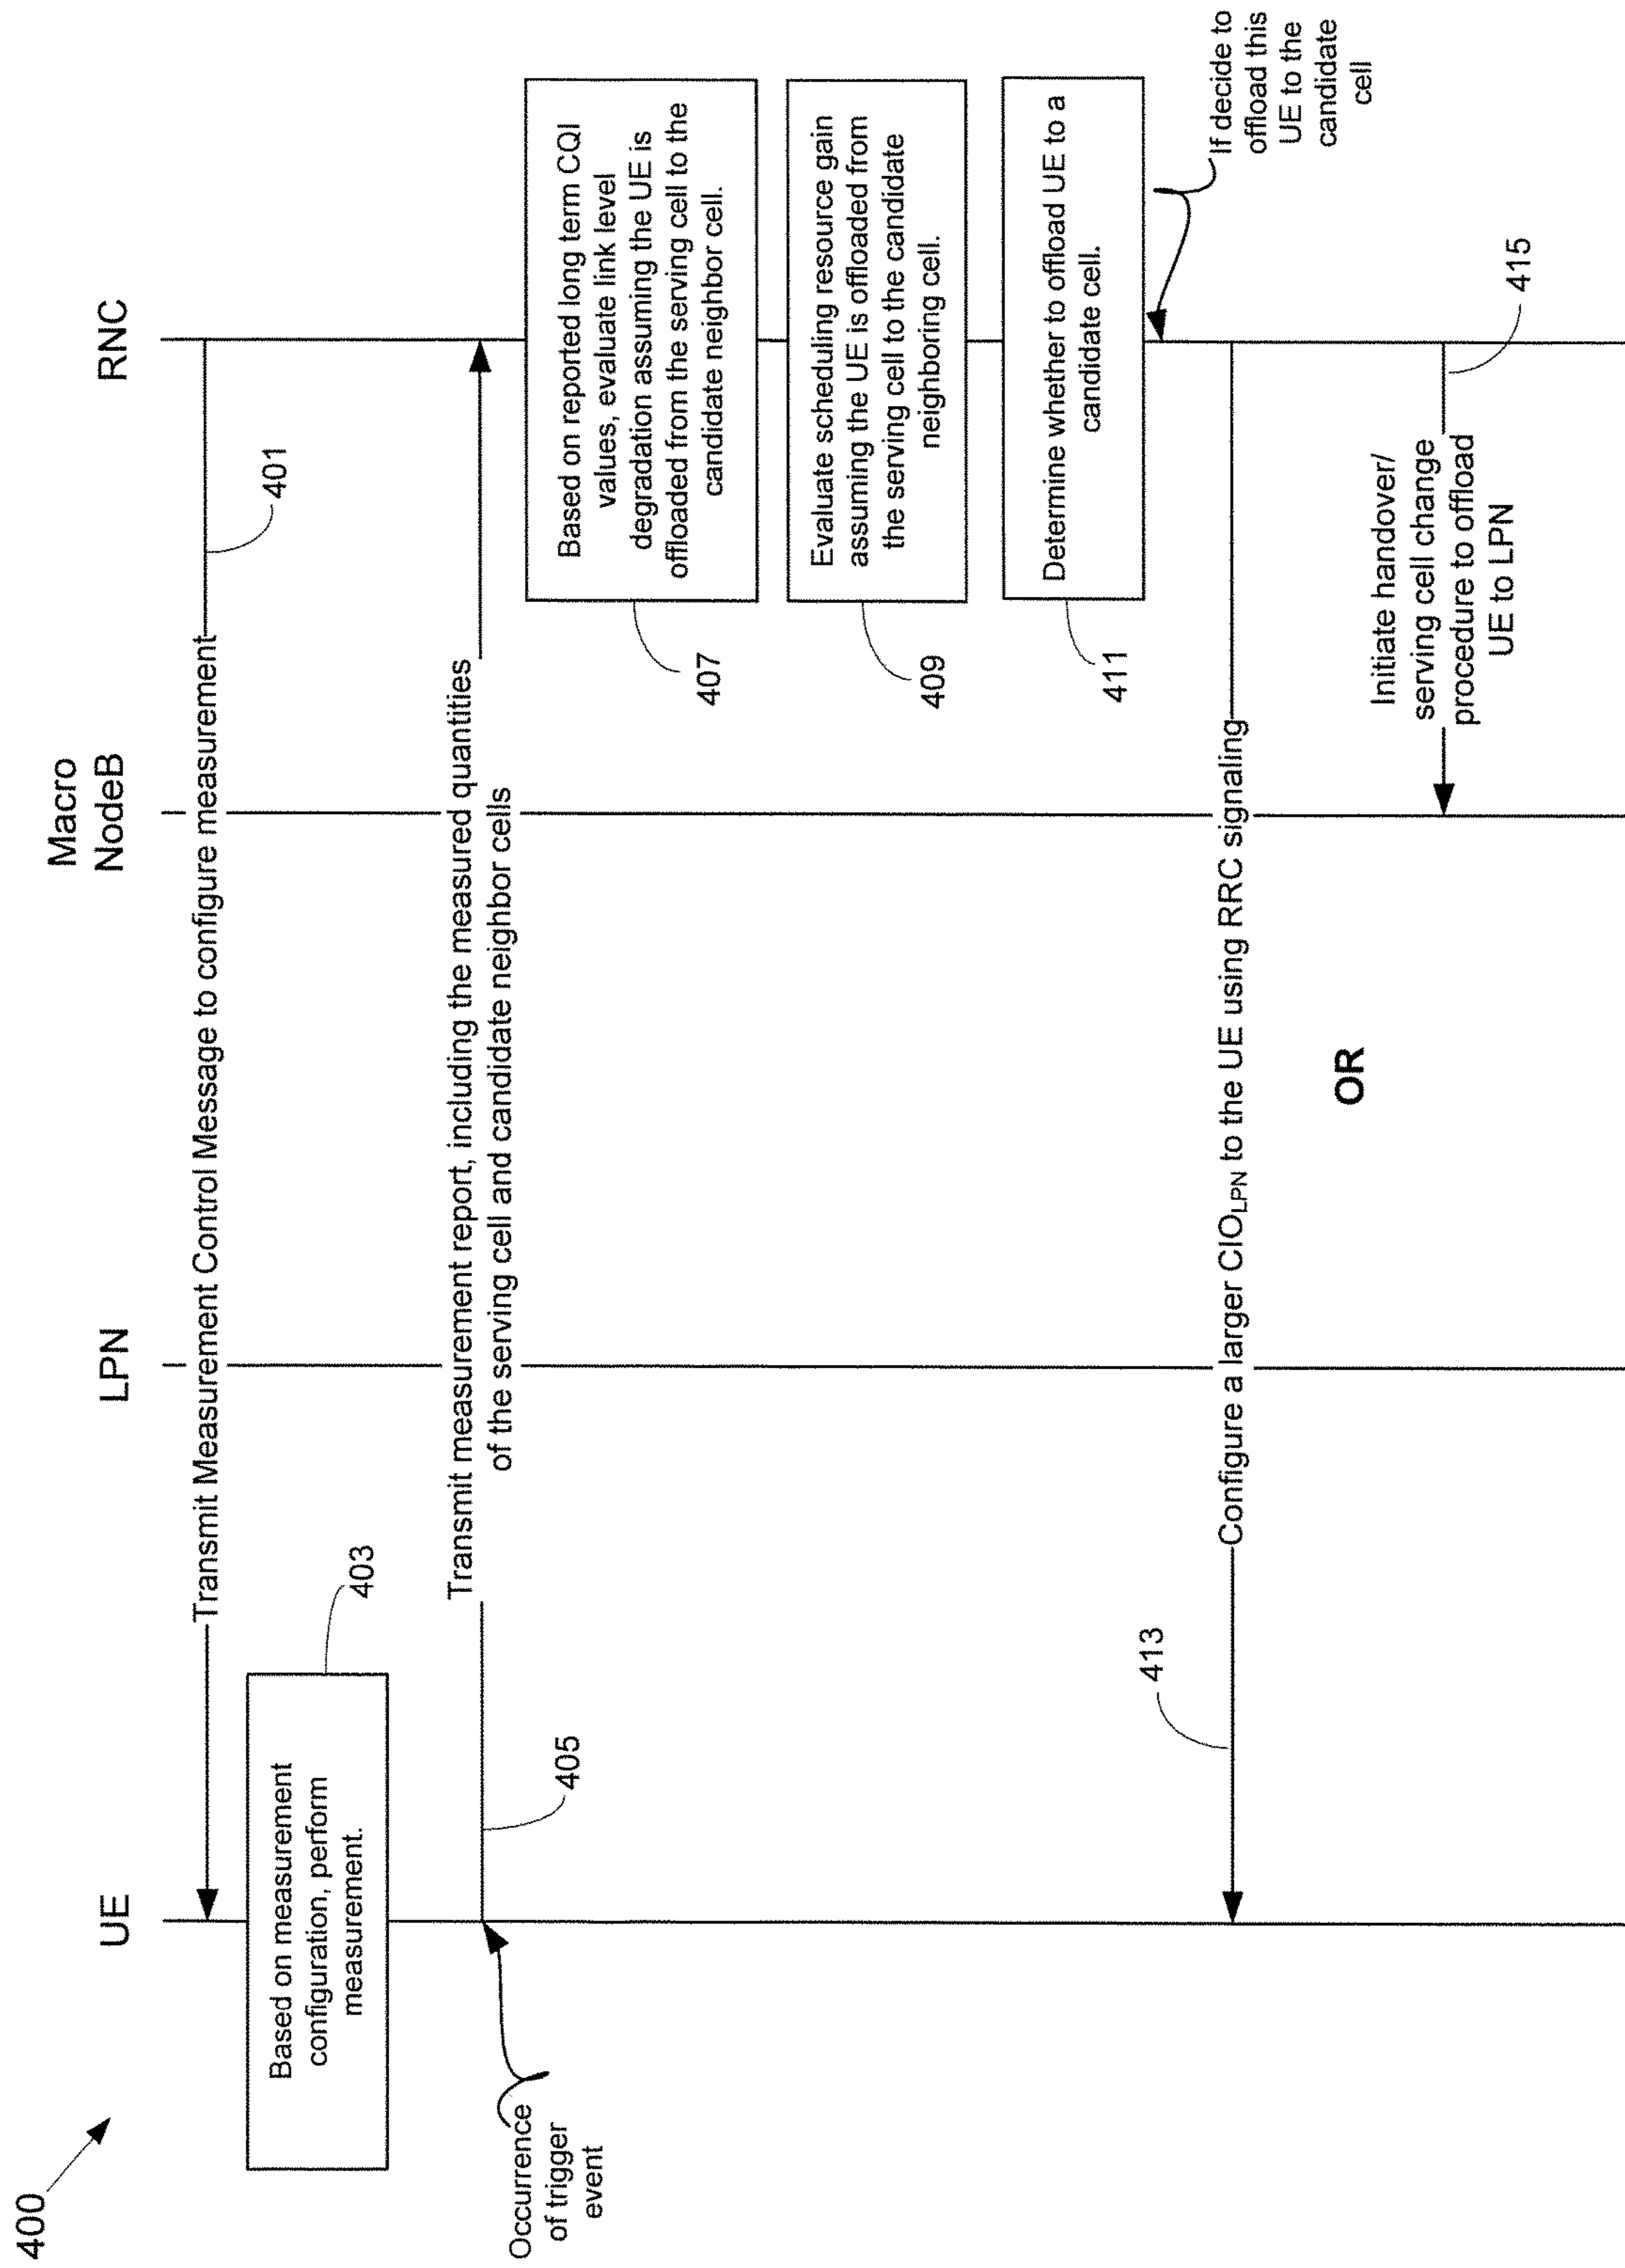 400
UE
LPN
Macro
NodeB
RNC
Transmit Measurement Control Message to configure measurement
401
Based on measurement
configuration, perform
measurement.
403
Occurrence
of trigger
event
Transmit measurement report, including the measured quantities
of the serving cell and candidate neighbor cells
405
Based on reported long term CQI
values, evaluate link level
degradation assuming the UE is
offloaded from the serving cell to the
candidate neighbor cell.
407
Evaluate scheduling resource gain
assuming the UE is offloaded from
the serving cell to the candidate
neighboring cell.
409
Determine whether to offload UE to a
candidate cell.
411
If decide to
offload this
UE to the
candidate
cell
413
Configure a larger CIOLPN to the UE using RRC signaling
OR
Initiate handover/
serving cell change
procedure to offload
UE to LPN
415